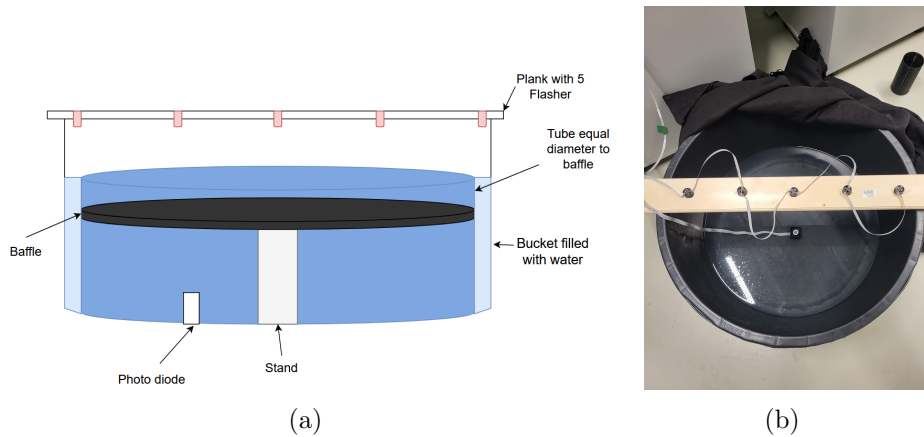 Plank with 5
Flasher
Tube equal
diameter to
baffle
Baffle
Bucket filled
with water
Photo diode
Stand
(a)
(b)